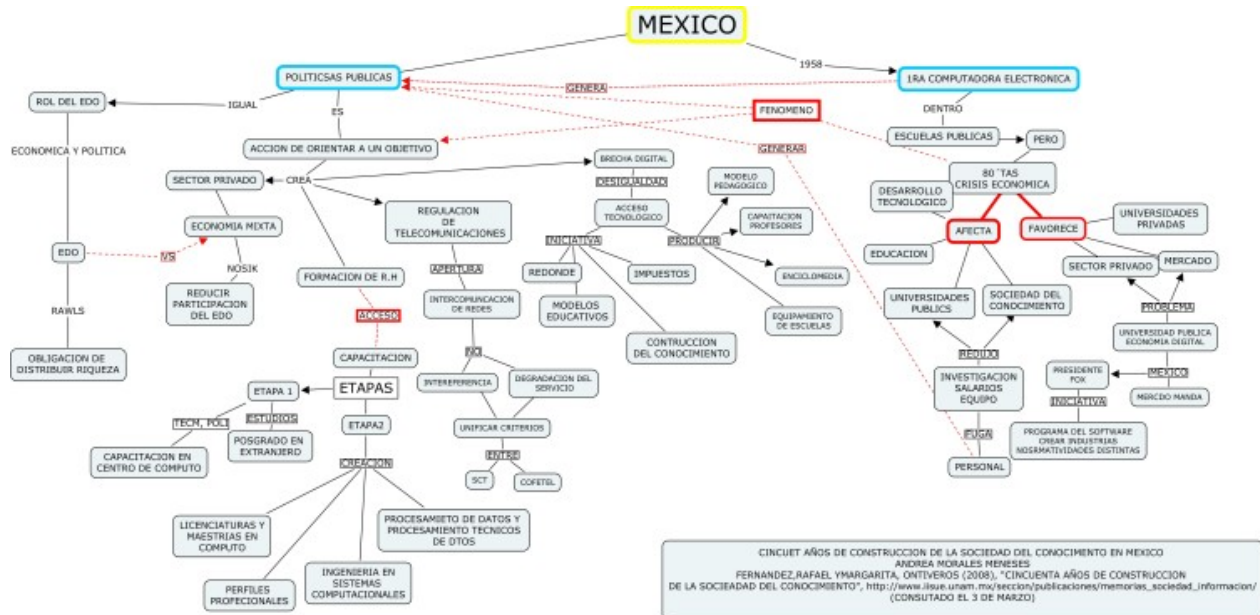 MEXICO
POLITICSAS PUBLICAS
1958
1RA COMPUTADORA ELECTRONICA
GENERA
ROL DEL EDO
IGUAL
ES
FENOMENO
DENTRO
ESCUELAS PUBLICAS
PERO
ECONOMICA Y POLITICA
ACCION DE ORIENTAR A UN OBJETIVO
GENERAR
BRECHA DIGITAL
SECTOR PRIVADO
CREA
DESIGUALDAD
MODELO
PEDAGOGICO
80´TAS
CRISIS ECONOMICA
DESARROLLO
TECNOLOGICO
ACCESO
TECNOLOGICO
REGULACION
DE
TELECOMUNICACIONES
ECONOMIA MIXTA
CAPAITACION
PROFESORES
UNIVERSIDADES
PRIVADAS
AFECTA
FAVORECE
INICIATIVA
PRODUCIR
EDO
VS
EDUCACION
NOSIK
FORMACION DE R.H
APERTURA
REDONDE
IMPUESTOS
ENCICLOMEDIA
SECTOR PRIVADO
MERCADO
REDUCIR
PARTICIPACION
DEL EDO
INTERCOMUNCACION
DE REDES
MODELOS
EDUCATIVOS
UNIVERSIDADES
PUBLICS
SOCIEDAD DEL
CONOCIMIENTO
RAWLS
ACCESO
EQUIPAMIENTO
DE ESCUELAS
PROBLEMA
OBLIGACION DE
DISTRIBUIR RIQUEZA
CAPACITACION
NO
CONTRUCCION
DEL CONOCIMIENTO
REDUJO
UNIVERSIDAD PUBLICA
ECONOMIA DIGITAL
ETAPA 1
ETAPAS
INTEREFERENCIA
DEGRADACION DEL
SERVICIO
INVESTIGACION
SALARIOS
EQUIPO
PRESIDENTE
FOX
MEXICO
MERCDO MANDA
TECM, POLI
ESTUDIOS
ETAPA2
UNIFICAR CRITERIOS
INICIATIVA
POSGRADO EN
EXTRANJERO
FUGA
PROGRAMA DEL SOFTWARE
CREAR INDUSTRIAS
NOSRMATIVIDADES DISTINTAS
CAPACITACION EN
CENTRO DE COMPUTO
CREACION
ENTRE
PERSONAL
SCT
COFETEL
LICENCIATURAS Y
MAESTRIAS EN
COMPUTO
PROCESAMIETO DE DATOS Y
PROCESAMIENTO TECNICOS
DE DTOS
PERFILES
PROFECIONALES
INGENIERIA EN
SISTEMAS
COMPUTACIONALES
CINCUET AÑOS DE CONSTRUCCION DE LA SOCIEDAD DEL CONOCIMENTO EN MEXICO
ANDREA MORALES MENESES
FERNANDEZ,RAFAEL YMARGARITA, ONTIVEROS (2008), "CINCUENTA AÑOS DE CONSTRUCCION
DE LA SOCIEADAD DEL CONOCIMIENTO", http://www.iisue.unam.mx/seccion/publicaciones/memorias_sociedad_informacion/
(CONSUTADO EL 3 DE MARZO)